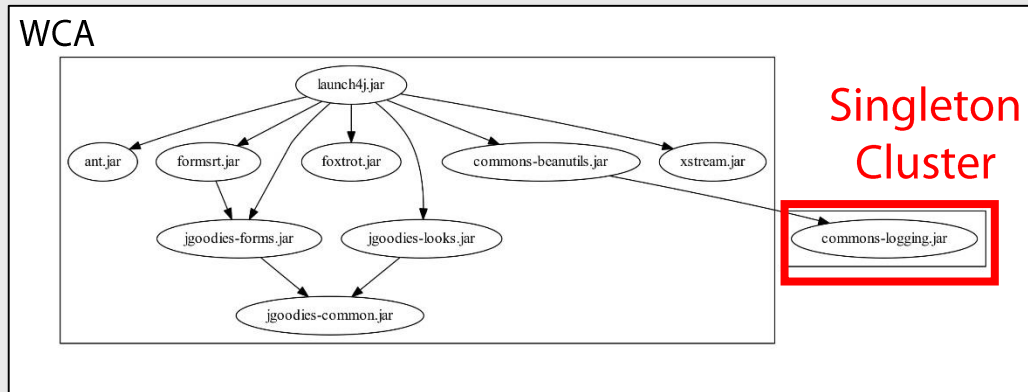 WCA
launch4j.jar
Singleton
Cluster
ant.jar
formsrt.jar
foxtrot.jar
commons-beanutils.jar
xstream.jar
jgoodies-forms.jar
jgoodies-looks.jar
commons-logging.jar
jgoodies-common.jar